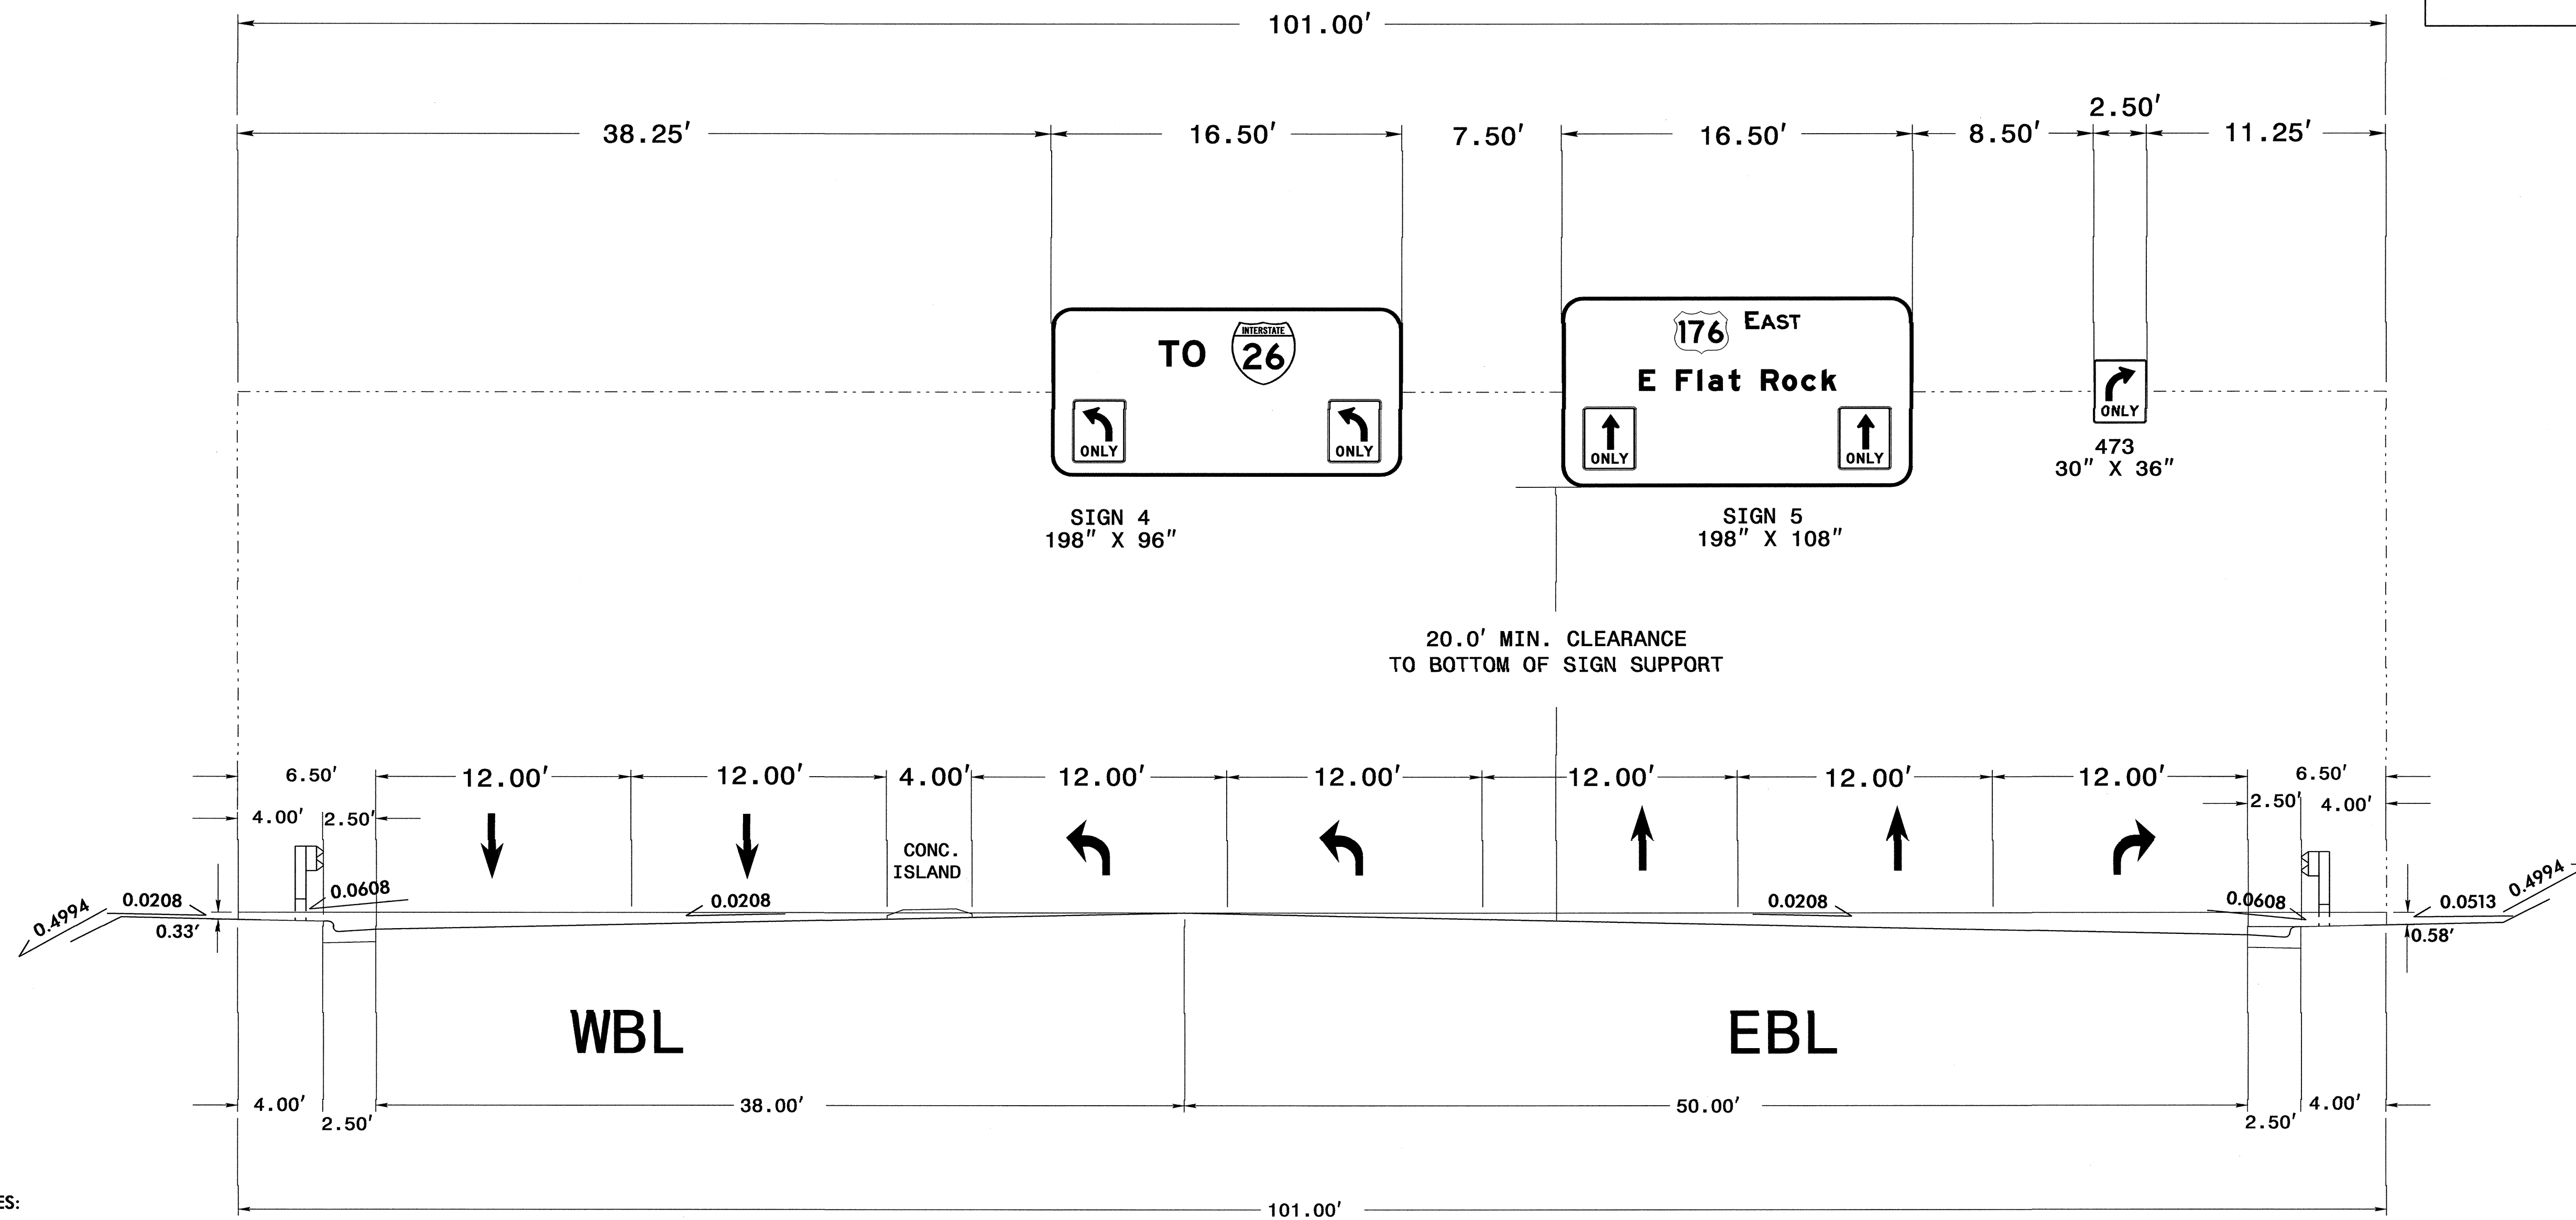 101.00'
2.50'
38.25' 16.50' 7.50' 16.50' 8.50' 11.25'
TO INTERSTATE 26
ONLY ONLY
176 EAST
E Flat Rock
ONLY ONLY
ONLY
473
30" X 36"
SIGN 4
198" X 96"
SIGN 5
198" X 108"
20.0' MIN. CLEARANCE
TO BOTTOM OF SIGN SUPPORT
6.50' 12.00' 12.00' 4.00' 12.00' 12.00' 12.00' 12.00' 12.00' 6.50'
4.00' 2.50' 2.50' 4.00'
CONC.
ISLAND
0.4994 0.0208 0.0608 0.0208 0.0208 0.0608 0.0513 0.4994
0.33' 0.58'
WBL EBL
4.00' 38.00' 50.00' 4.00'
2.50' 2.50'
ES:
101.00'